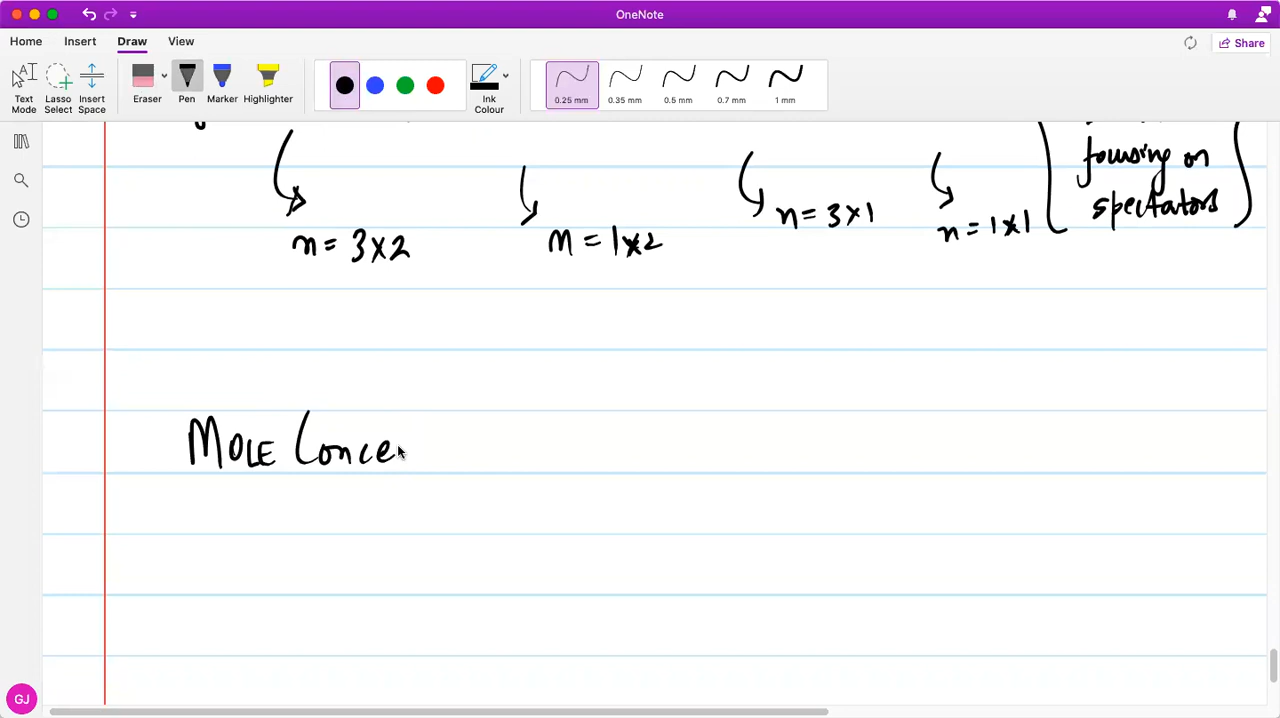 OneNote
Home Insert Draw View
Share
Text Mode
Lasso Select
Insert Space
Eraser
Pen
Marker
Highlighter
Ink Colour
0.25 mm
0.35 mm
0.5 mm
0.7 mm
1 mm
focusing on
spectators
n = 3x2
n = 1x2
n = 3x1
n = 1x1
MOLE Conce
GJ